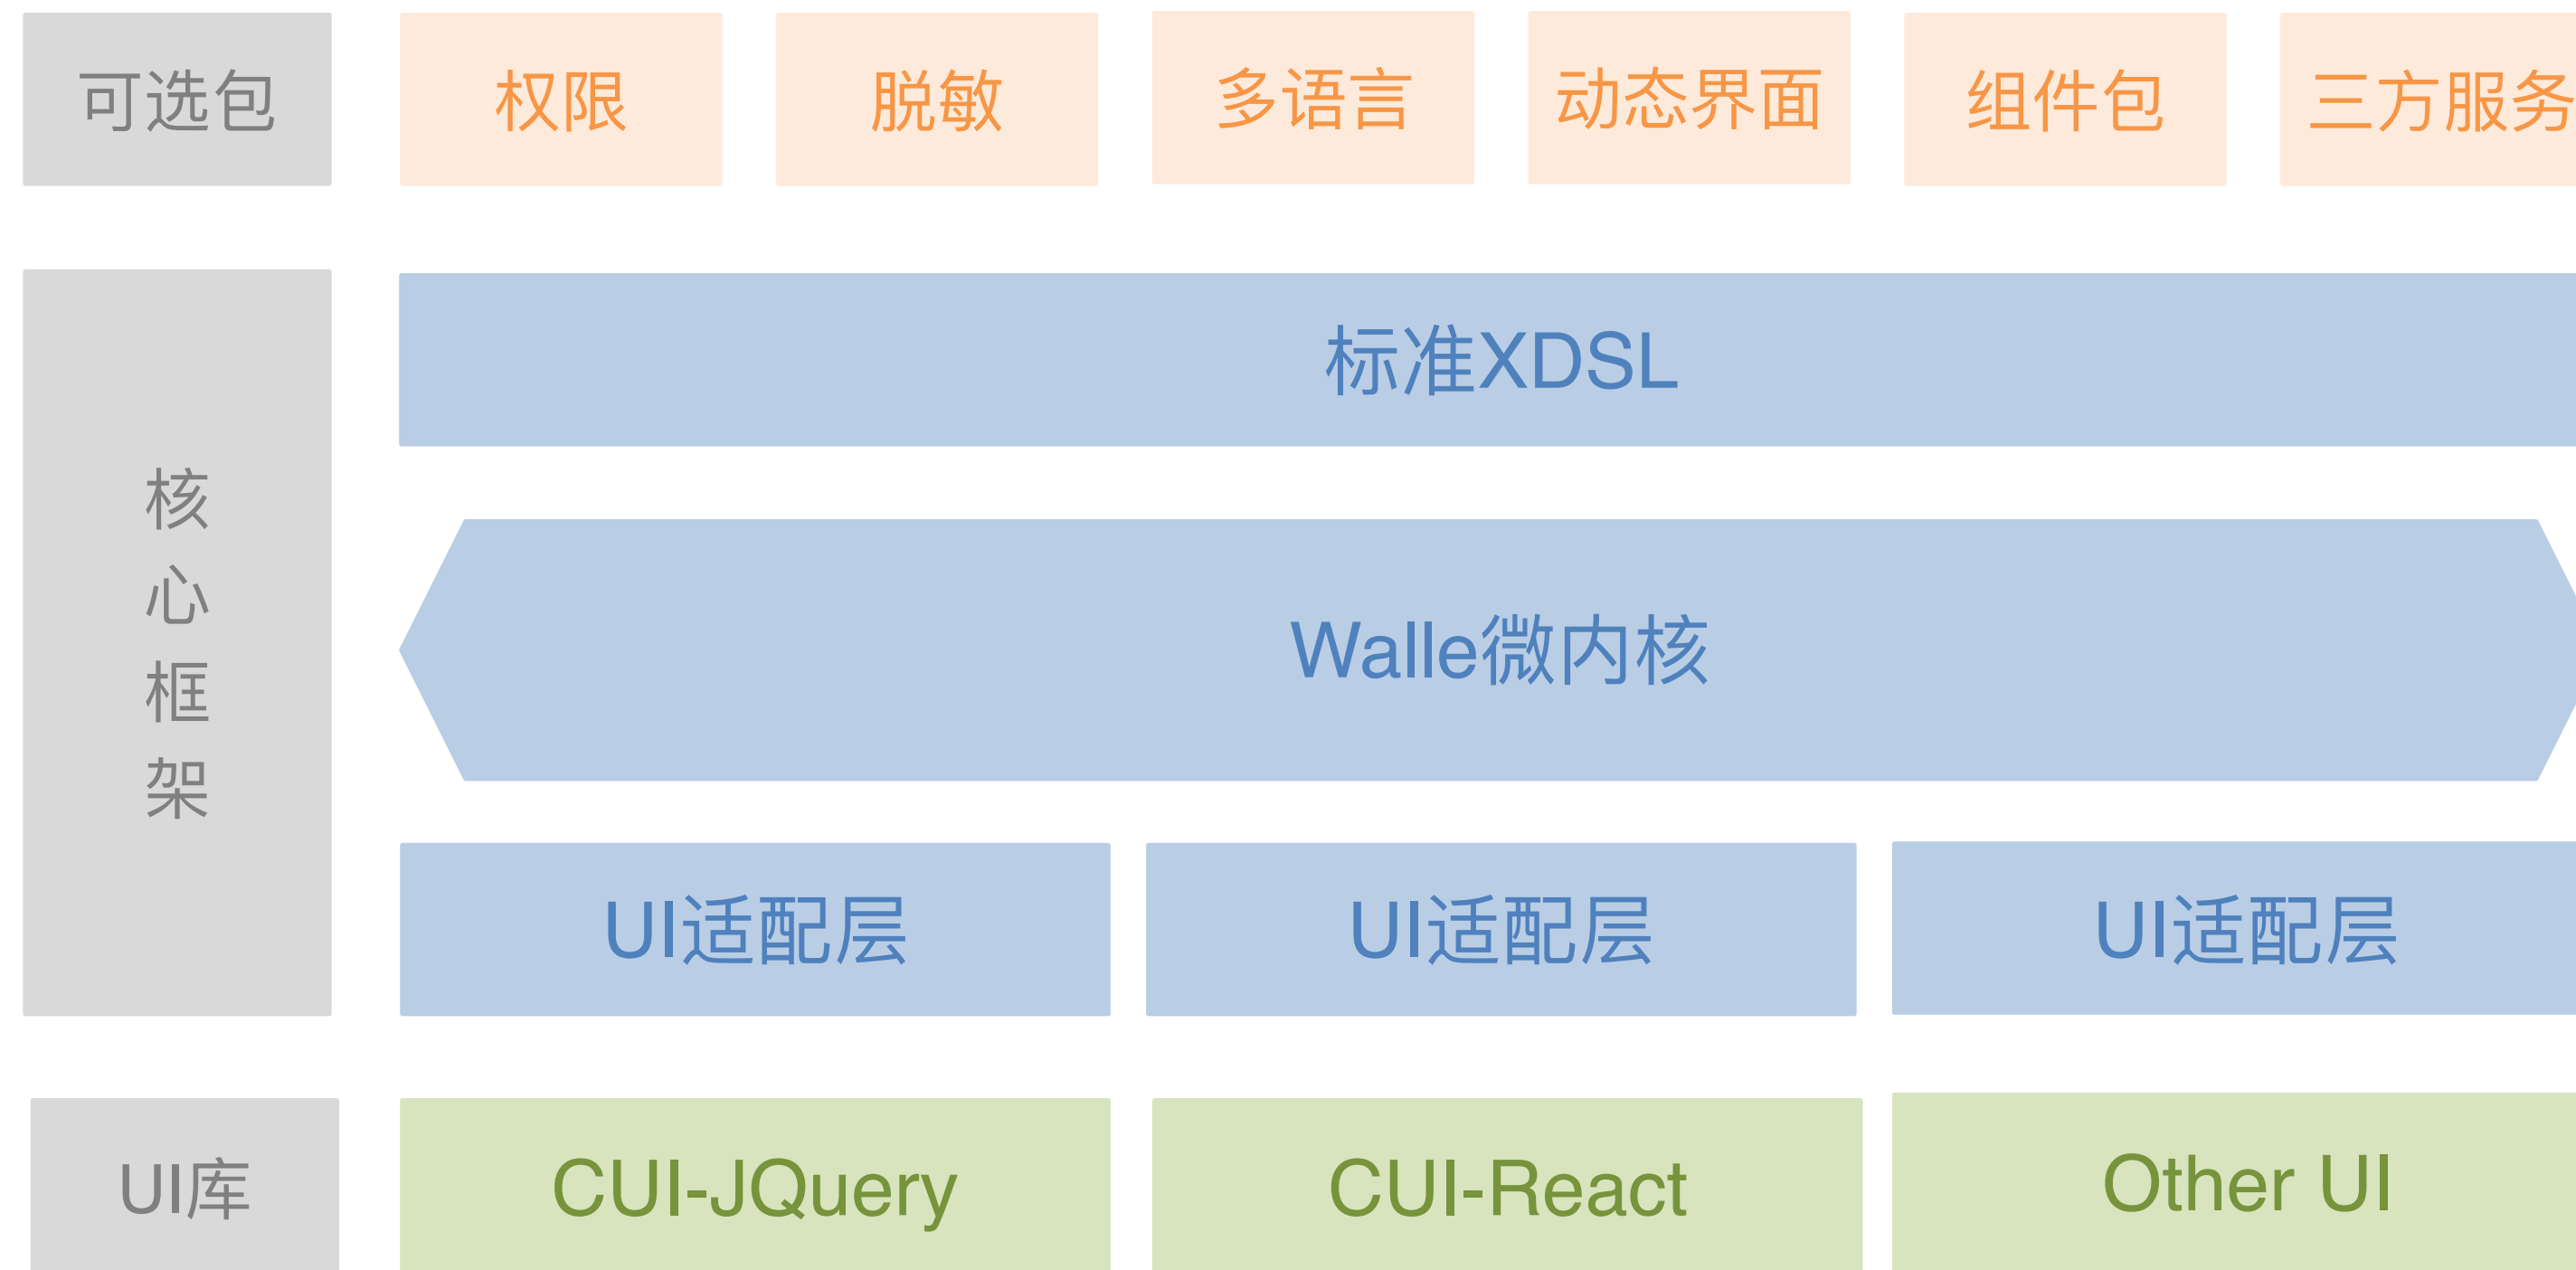 可选包
权限
脱敏
多语言
动态界面
组件包
三方服务
核心框架
标准XDSL
Walle微内核
UI适配层
UI适配层
UI适配层
UI库
CUI-JQuery
CUI-React
Other UI